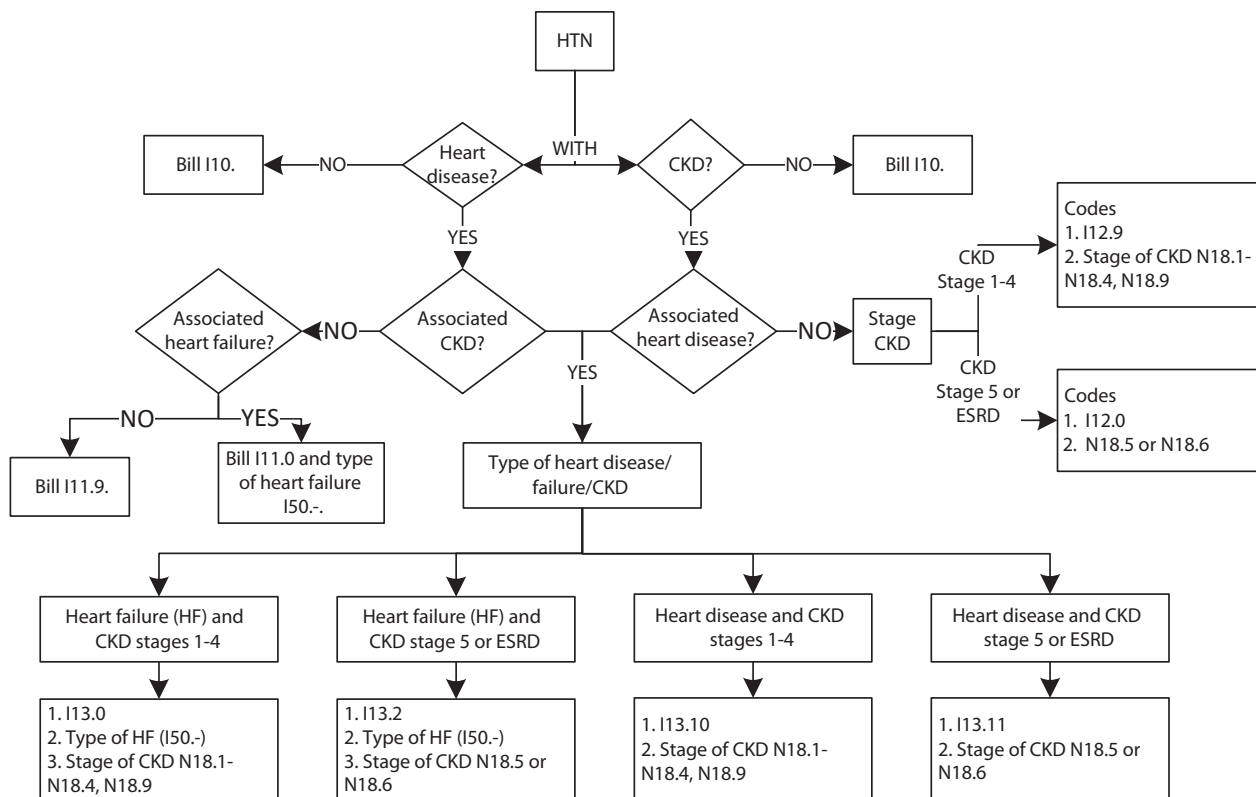 HTN
Bill I10.
NO
Heart
disease?
WITH
CKD?
NO
Bill I10.
YES
YES
Codes
1. I12.9
2. Stage of CKD N18.1-
N18.4, N18.9
CKD
Stage 1-4
Associated
heart failure?
NO
Associated
CKD?
YES
Associated
heart disease?
NO
Stage
CKD
CKD
Stage 5 or
ESRD
Codes
1. I12.0
2. N18.5 or N18.6
NO
YES
Bill I11.9.
Bill I11.0 and type
of heart failure
I50.-.
Type of heart disease/
failure/CKD
Heart failure (HF) and
CKD stages 1-4
Heart failure (HF) and
CKD stage 5 or ESRD
Heart disease and CKD
stages 1-4
Heart disease and CKD
stage 5 or ESRD
1. I13.0
2. Type of HF (I50.-)
3. Stage of CKD N18.1-
N18.4, N18.9
1. I13.2
2. Type of HF (I50.-)
3. Stage of CKD N18.5 or
N18.6
1. I13.10
2. Stage of CKD N18.1-
N18.4, N18.9
1. I13.11
2. Stage of CKD N18.5 or
N18.6